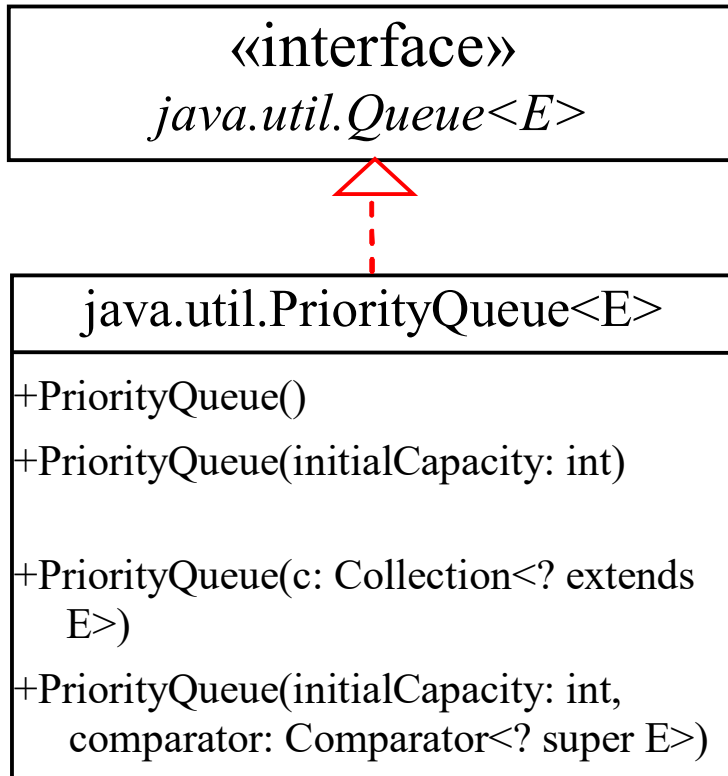 «interface»
java.util.Queue<E>
java.util.PriorityQueue<E>
+PriorityQueue()
+PriorityQueue(initialCapacity: int)
+PriorityQueue(c: Collection<? extends
E>)
+PriorityQueue(initialCapacity: int,
comparator: Comparator<? super E>)